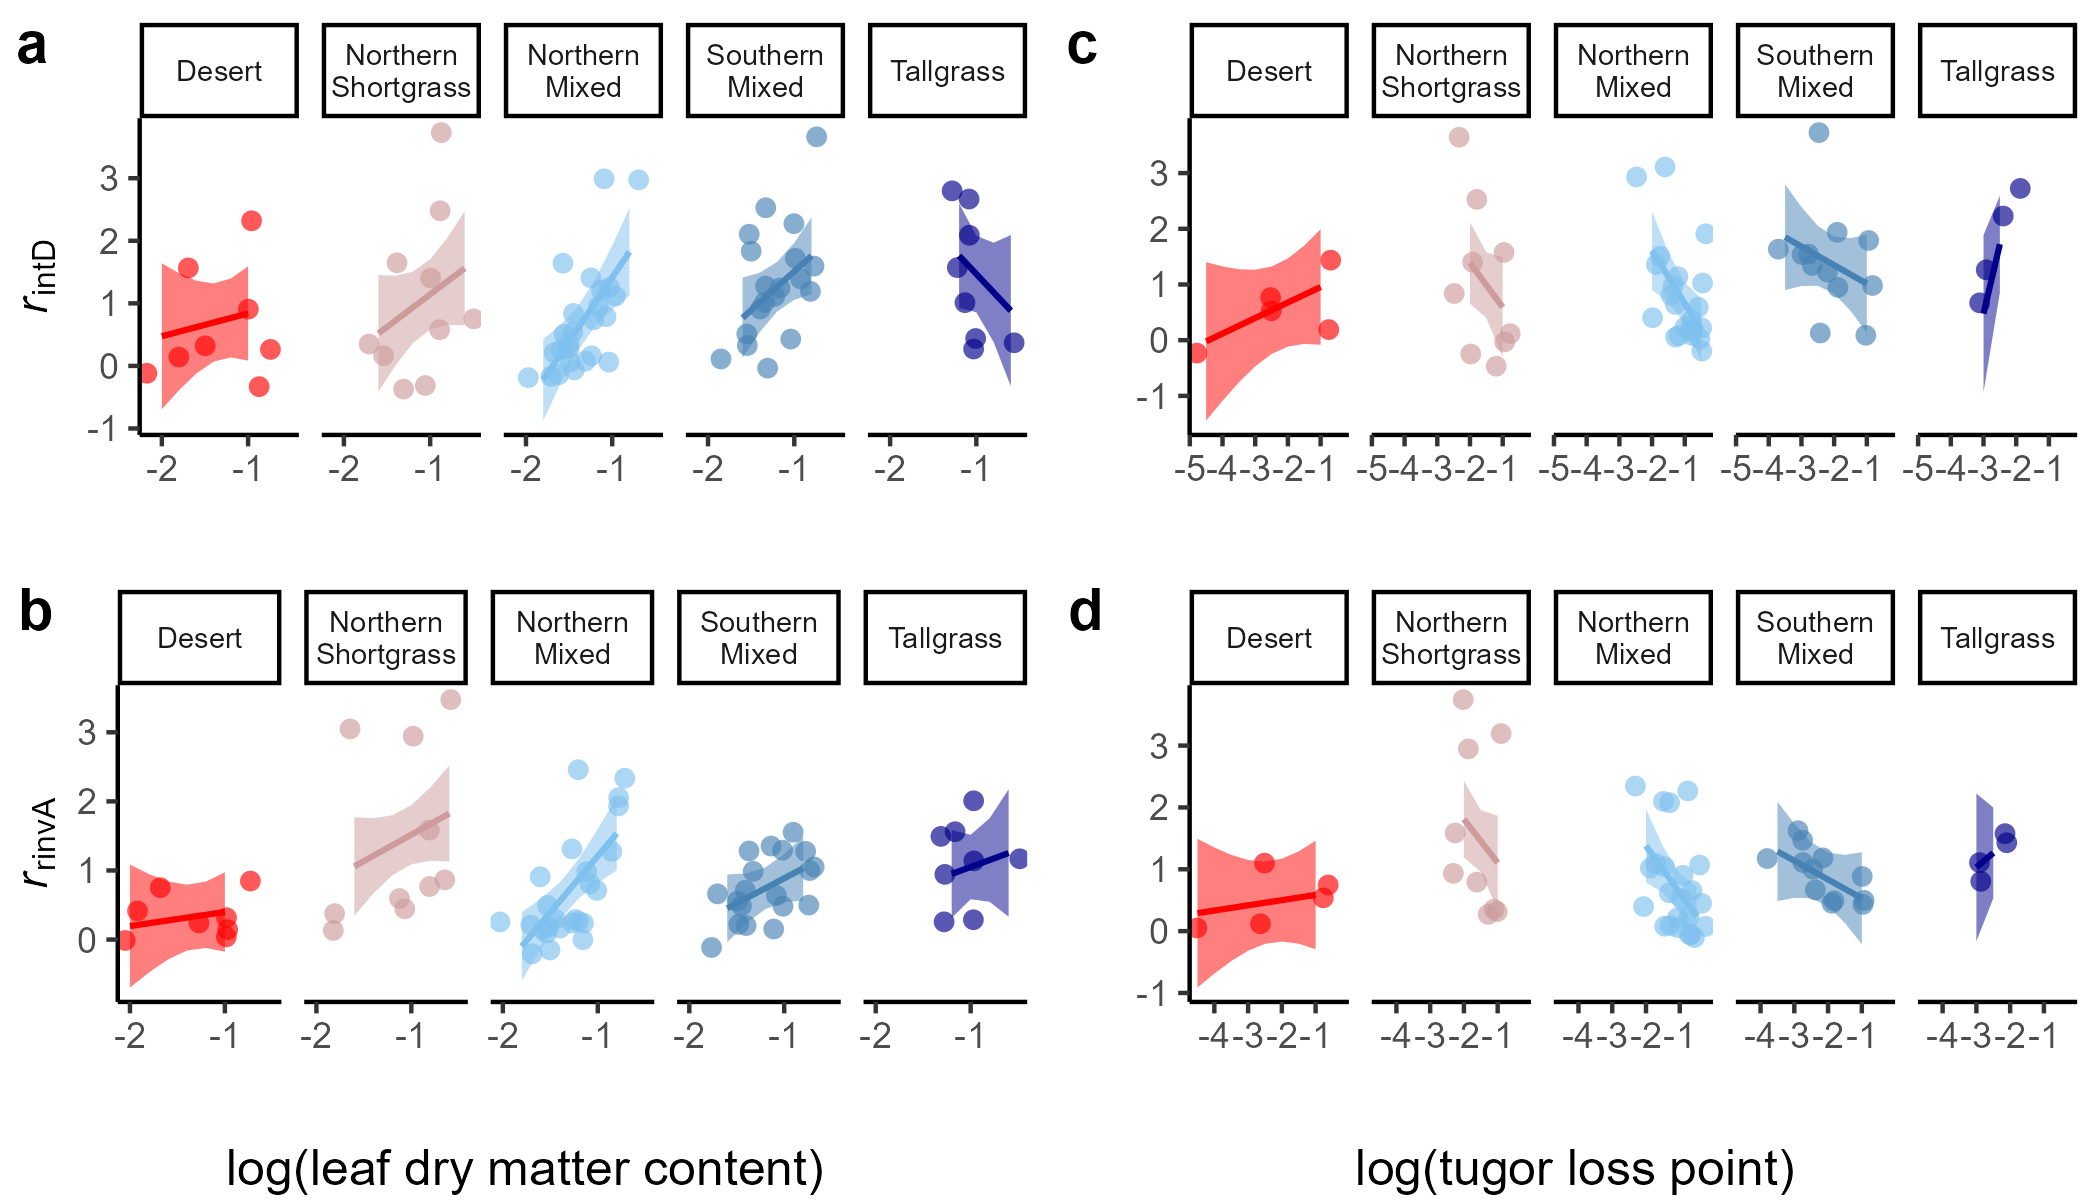 a
Desert
Northern
Shortgrass
Northern
Mixed
Southern
Mixed
Tallgrass
rintD
3
2
1
0
-1
-2 -1 -2 -1 -2 -1 -2 -1 -2 -1
c
Desert
Northern
Shortgrass
Northern
Mixed
Southern
Mixed
Tallgrass
3
2
1
0
-1
-5-4-3-2-1 -5-4-3-2-1 -5-4-3-2-1 -5-4-3-2-1 -5-4-3-2-1
b
Desert
Northern
Shortgrass
Northern
Mixed
Southern
Mixed
Tallgrass
rrinvA
3
2
1
0
-2 -1 -2 -1 -2 -1 -2 -1 -2 -1
d
Desert
Northern
Shortgrass
Northern
Mixed
Southern
Mixed
Tallgrass
3
2
1
0
-1
-4-3-2-1 -4-3-2-1 -4-3-2-1 -4-3-2-1 -4-3-2-1
log(leaf dry matter content)
log(tugor loss point)